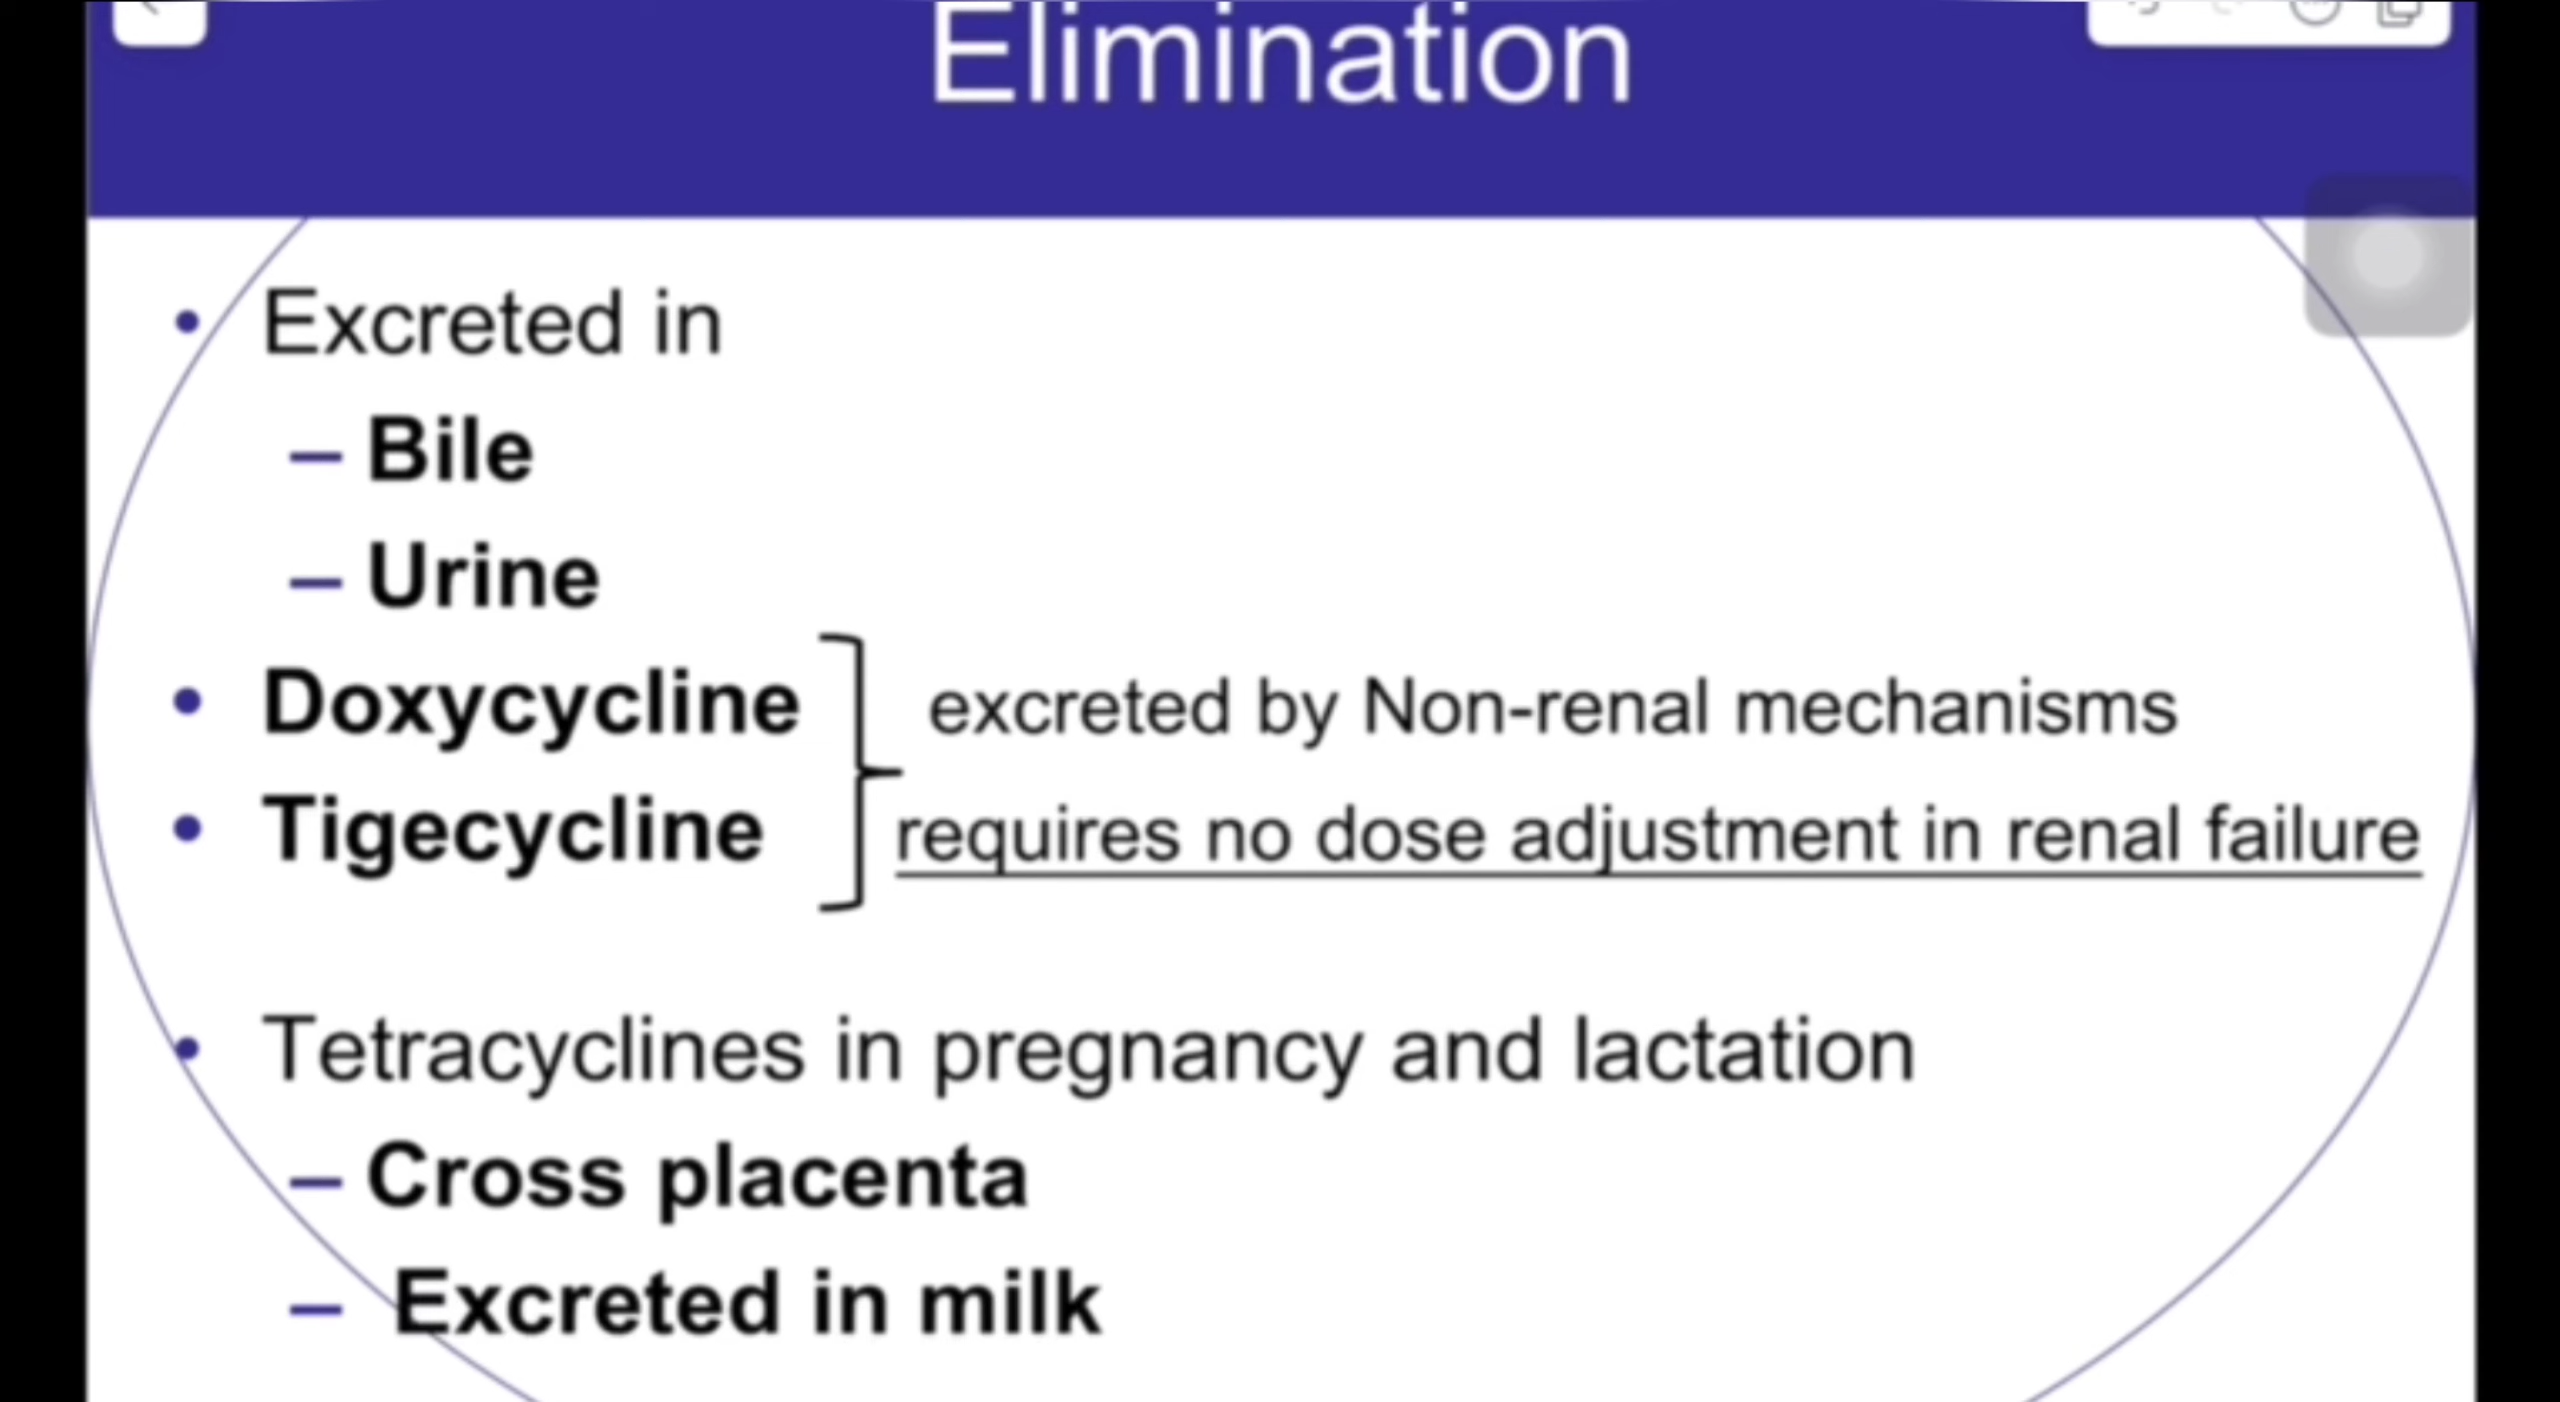 Elimination
• Excreted in
– Bile
– Urine
• Doxycycline excreted by Non-renal mechanisms
• Tigecycline requires no dose adjustment in renal failure
• Tetracyclines in pregnancy and lactation
– Cross placenta
– Excreted in milk